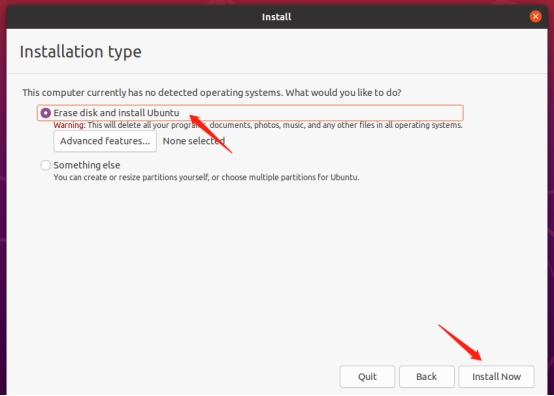 Install
Installation type
This computer currently has no detected operating systems. What would you like to do?
Erase disk and install Ubuntu
Warning: This will delete all your programs, documents, photos, music, and any other files in all operating systems.
Advanced features... None selected
Something else
You can create or resize partitions yourself, or choose multiple partitions for Ubuntu.
Quit Back Install Now